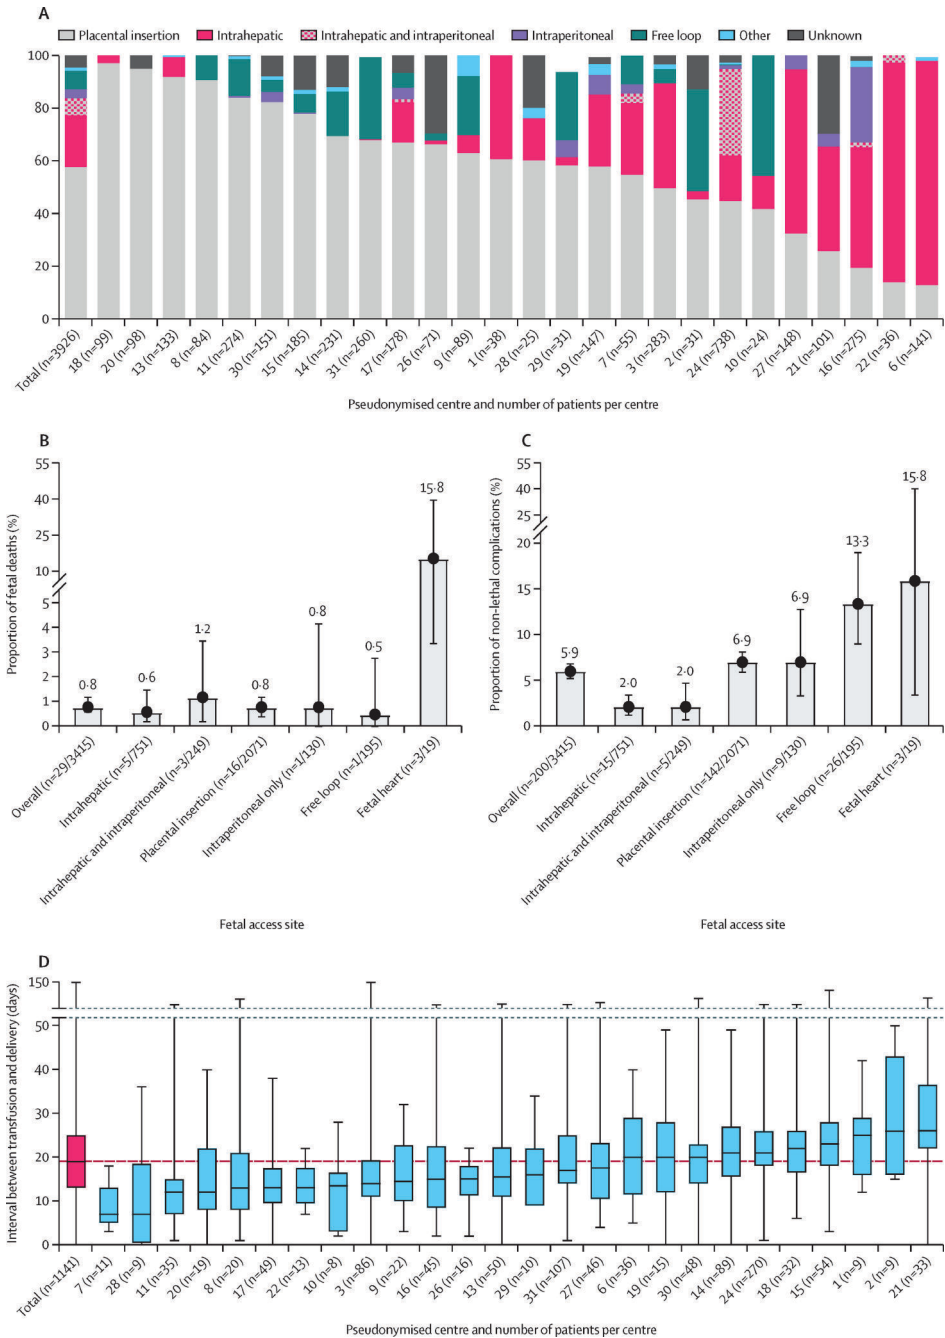 A
Placental insertion
Intrahepatic
Intrahepatic and intraperitoneal
Intraperitoneal
Free loop
Other
Unknown
100
80
60
40
20
0
Total (n=3926)
18 (n=99)
20 (n=98)
13 (n=133)
8 (n=84)
11 (n=274)
30 (n=151)
15 (n=185)
14 (n=231)
31 (n=260)
17 (n=178)
26 (n=71)
9 (n=89)
1 (n=38)
28 (n=25)
29 (n=31)
19 (n=147)
7 (n=55)
3 (n=283)
2 (n=31)
24 (n=738)
10 (n=24)
27 (n=148)
21 (n=101)
16 (n=275)
22 (n=36)
6 (n=141)
Pseudonymised centre and number of patients per centre
B
Proportion of fetal deaths (%)
55
40
25
10
5
4
3
2
1
0
0·8
0·6
1·2
0·8
0·8
0·5
15·8
Overall (n=29/3415)
Intrahepatic (n=5/751)
Intrahepatic and intraperitoneal (n=3/249)
Placental insertion (n=16/2071)
Intraperitoneal only (n=1/130)
Free loop (n=1/195)
Fetal heart (n=3/19)
Fetal access site
C
Proportion of non-lethal complications (%)
55
40
25
20
15
10
5
0
5·9
2·0
2·0
6·9
6·9
13·3
15·8
Overall (n=200/3415)
Intrahepatic (n=15/751)
Intrahepatic and intraperitoneal (n=5/249)
Placental insertion (n=142/2071)
Intraperitoneal only (n=9/130)
Free loop (n=26/195)
Fetal heart (n=3/19)
Fetal access site
D
Interval between transfusion and delivery (days)
150
50
40
30
20
10
0
Total (n=1141)
7 (n=11)
28 (n=9)
11 (n=35)
20 (n=19)
8 (n=20)
17 (n=49)
22 (n=13)
10 (n=8)
3 (n=86)
9 (n=22)
16 (n=45)
26 (n=16)
13 (n=50)
29 (n=10)
31 (n=107)
27 (n=46)
6 (n=36)
19 (n=15)
30 (n=48)
14 (n=89)
24 (n=270)
18 (n=32)
15 (n=54)
1 (n=9)
2 (n=9)
21 (n=33)
Pseudonymised centre and number of patients per centre